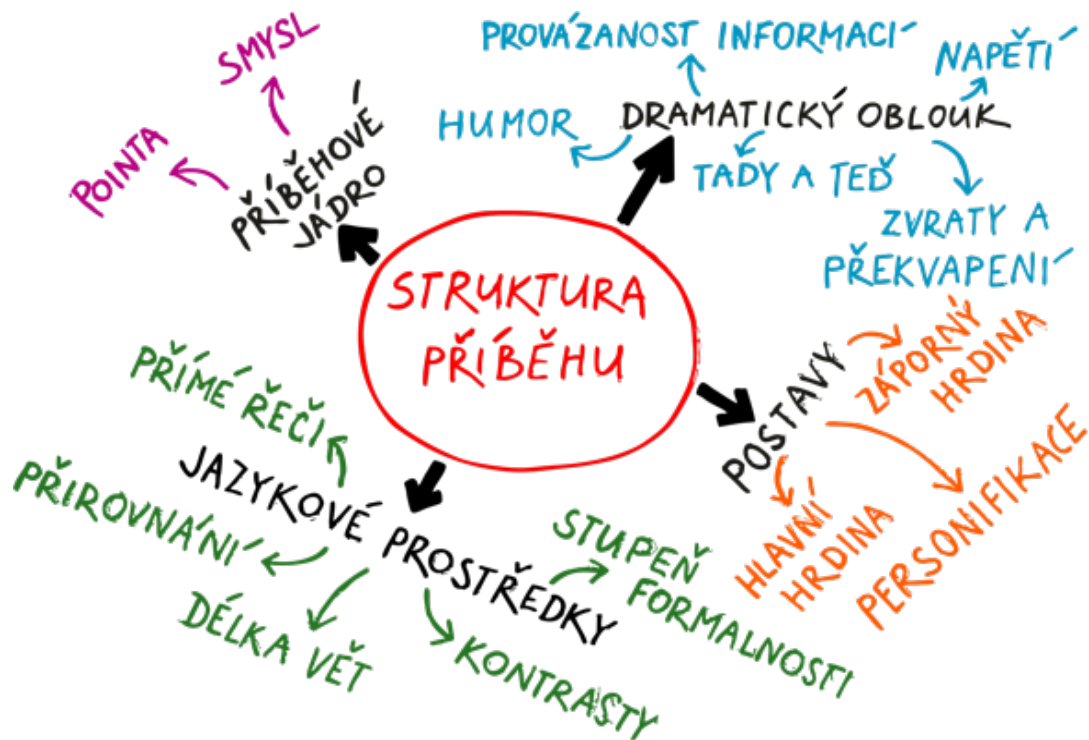 STRUKTURA
PŘÍBĚHU
PŘÍBĚHOVÉ
JÁDRO
SMYSL
POINTA
DRAMATICKÝ OBLOUK
PROVÁZANOST INFORMACÍ
NAPĚTÍ
HUMOR
TADY A TEĎ
ZVRATY A
PŘEKVAPENÍ
POSTAVY
ZÁPORNÝ
HRDINA
HLAVNÍ
HRDINA
PERSONIFIKACE
JAZYKOVÉ PROSTŘEDKY
PŘÍMÉ ŘEČI
PŘIROVNÁNÍ
DÉLKA VĚT
KONTRASTY
STUPEŇ
FORMALNOSTI